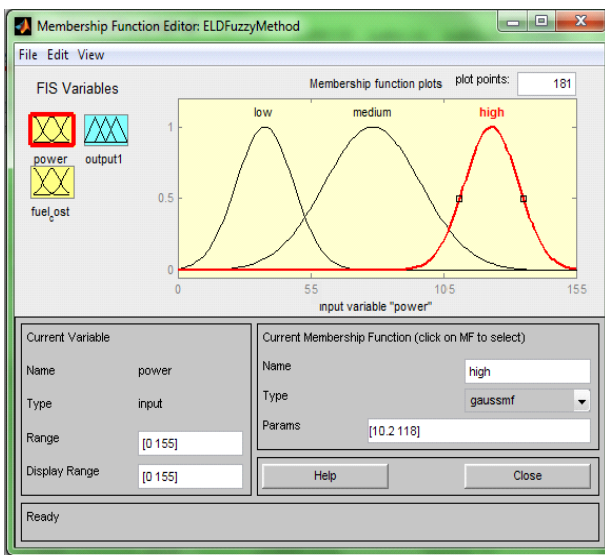 Membership Function Editor: ELDFuzzyMethod
File Edit View
FIS Variables
Membership function plots plot points: 181
power output1
fuel_cost
low medium high
1
0.5
0
0 55 105 155
input variable "power"
Current Variable
Name power
Type input
Range [0 155]
Display Range [0 155]
Current Membership Function (click on MF to select)
Name high
Type gaussmf
Params [10.2 118]
Help Close
Ready